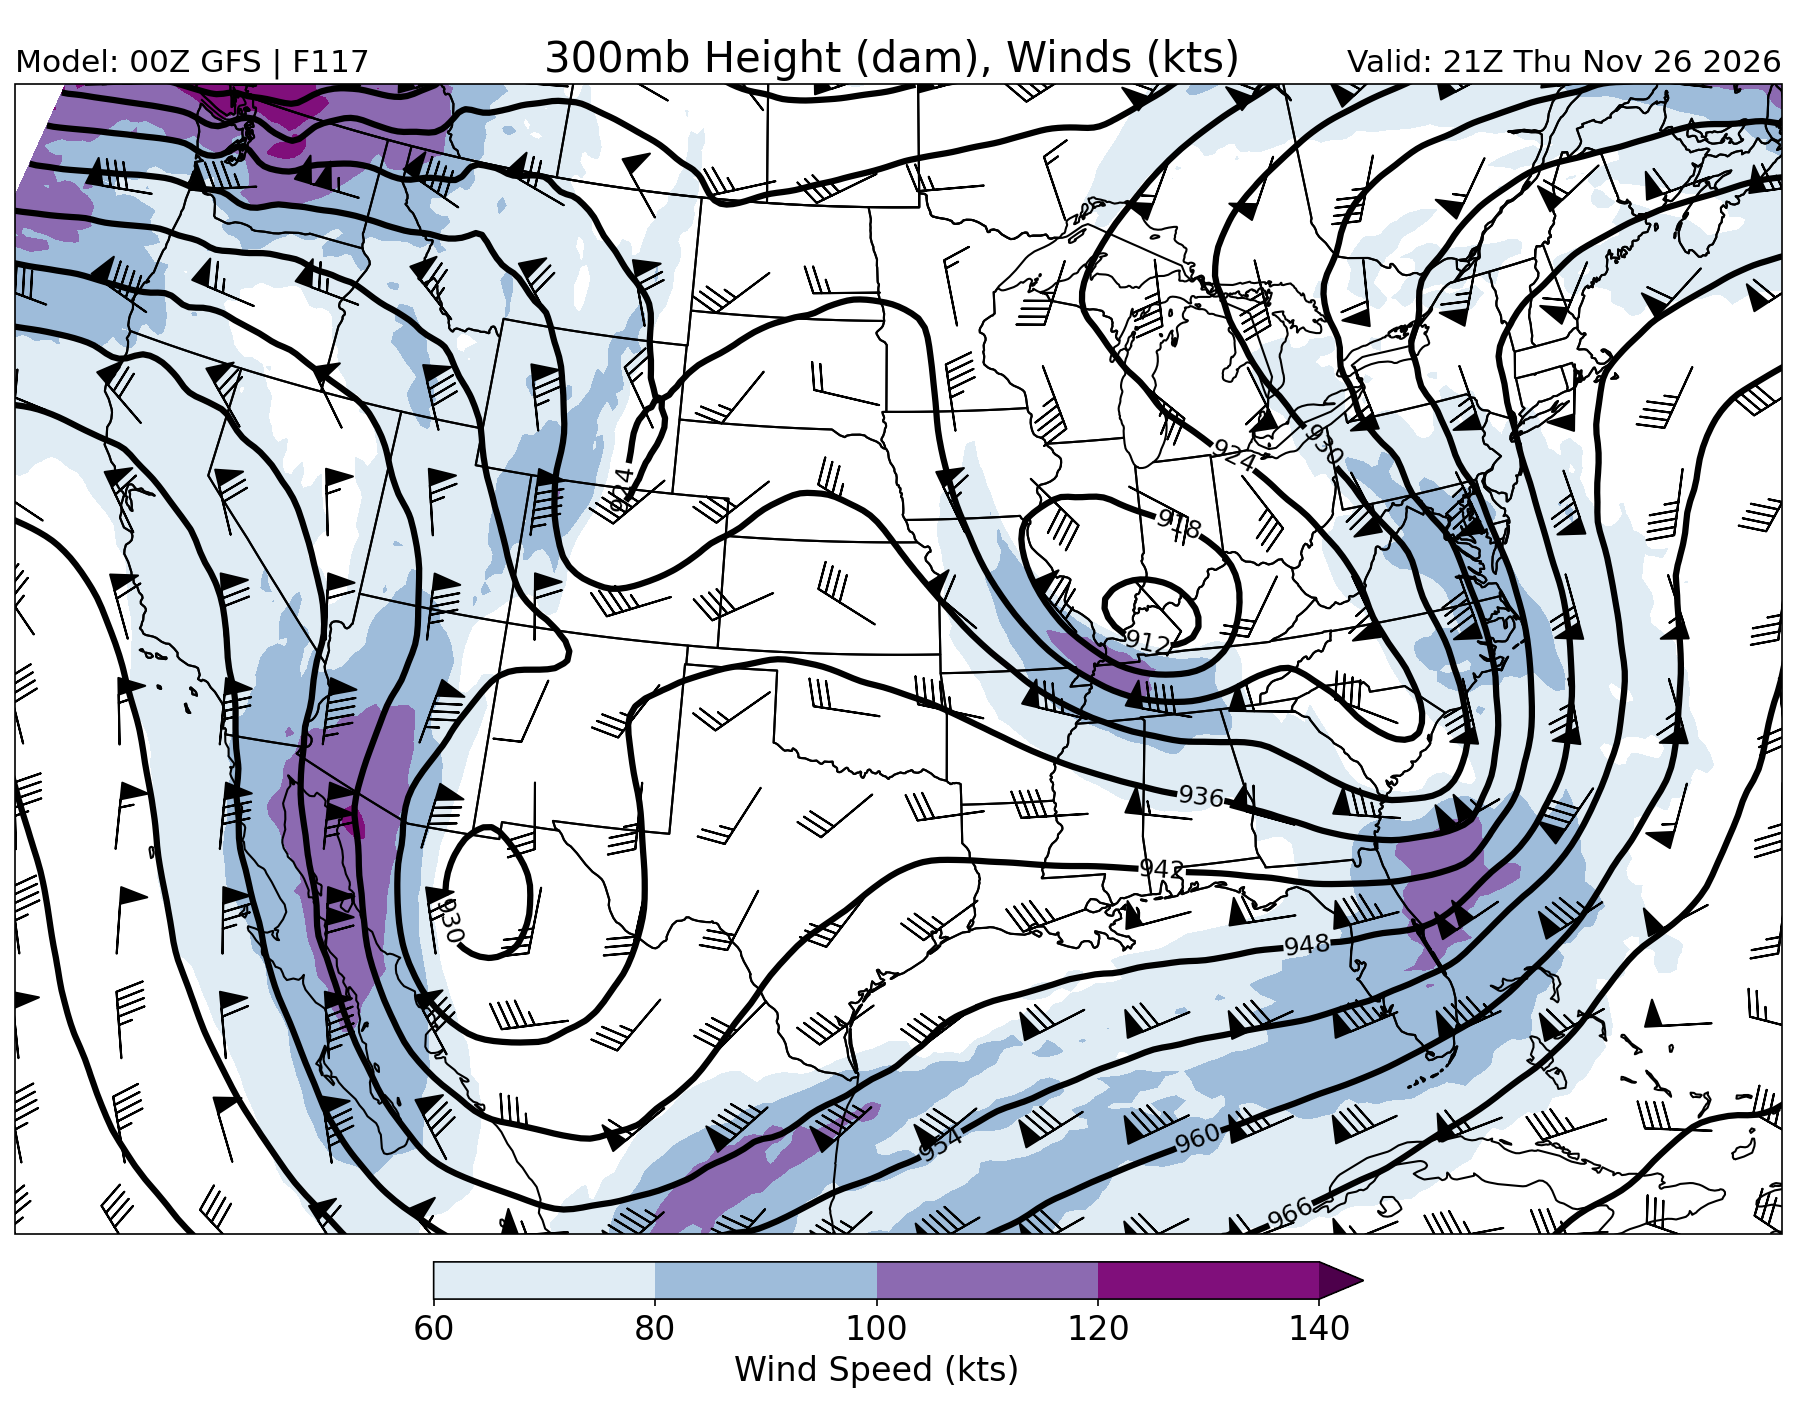 Model: 00Z GFS | F117
300mb Height (dam), Winds (kts)
Valid: 21Z Thu Nov 26 2026
924
930
924
918
912
936
942
930
948
954
960
966
60 80 100 120 140
Wind Speed (kts)